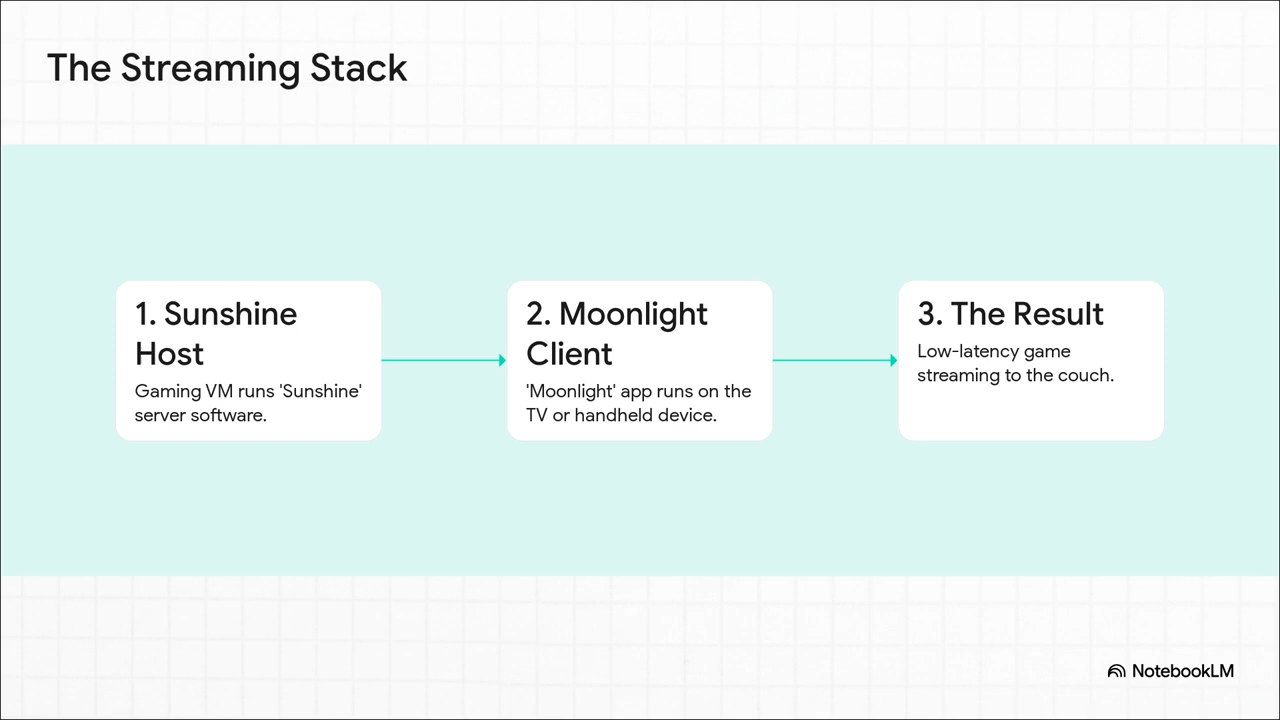 The Streaming Stack
1. Sunshine
Host
Gaming VM runs 'Sunshine'
server software.
2. Moonlight
Client
'Moonlight' app runs on the
TV or handheld device.
3. The Result
Low-latency game
streaming to the couch.
NotebookLM